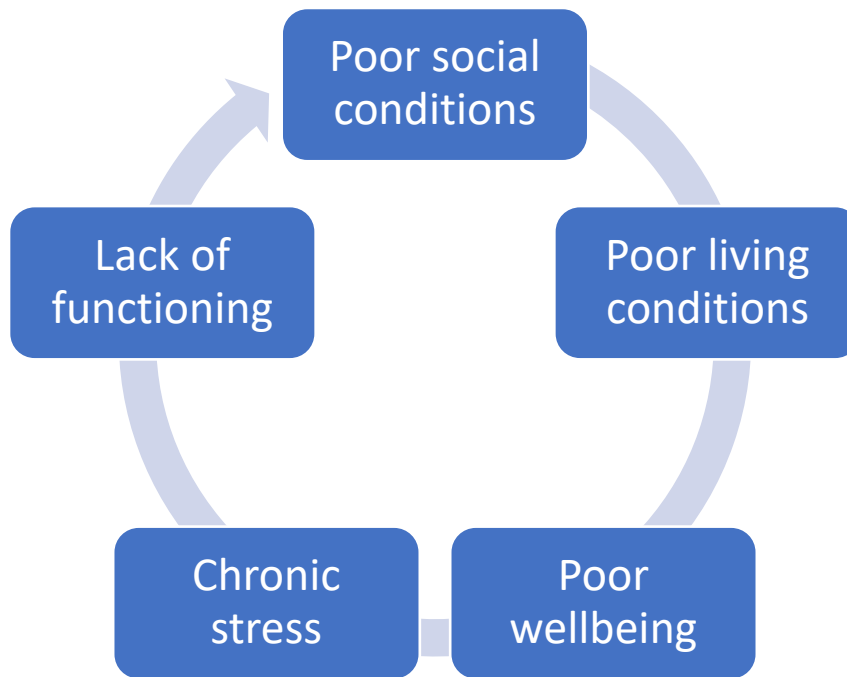 Poor social
conditions
Poor living
conditions
Poor
wellbeing
Chronic
stress
Lack of
functioning